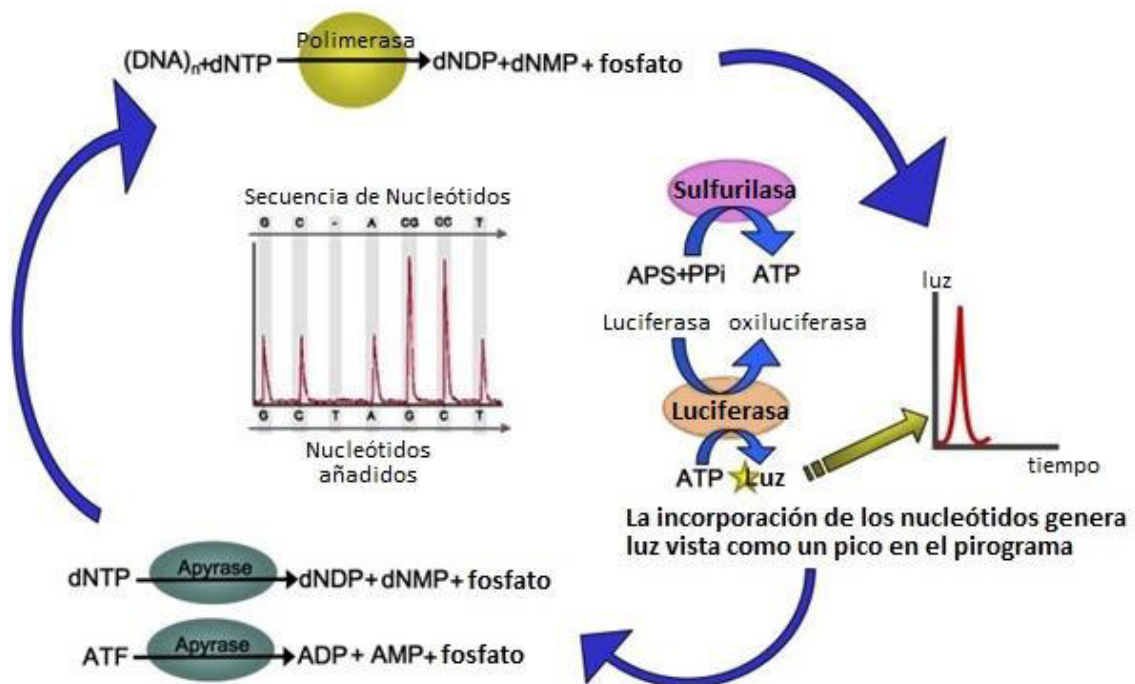 Polimerasa
(DNA)n+dNTP dNDP+dNMP + fosfato
Secuencia de Nucleótidos
G C - A CG CC T
G C T A G C T
Nucleótidos
añadidos
Sulfurilasa
APS+PPi ATP
Luciferasa oxiluciferasa
Luciferasa
ATP Luz
luz
tiempo
La incorporación de los nucleótidos genera
luz vista como un pico en el pirograma
dNTP Apyrase dNDP+ dNMP+ fosfato
ATF Apyrase ADP + AMP+ fosfato